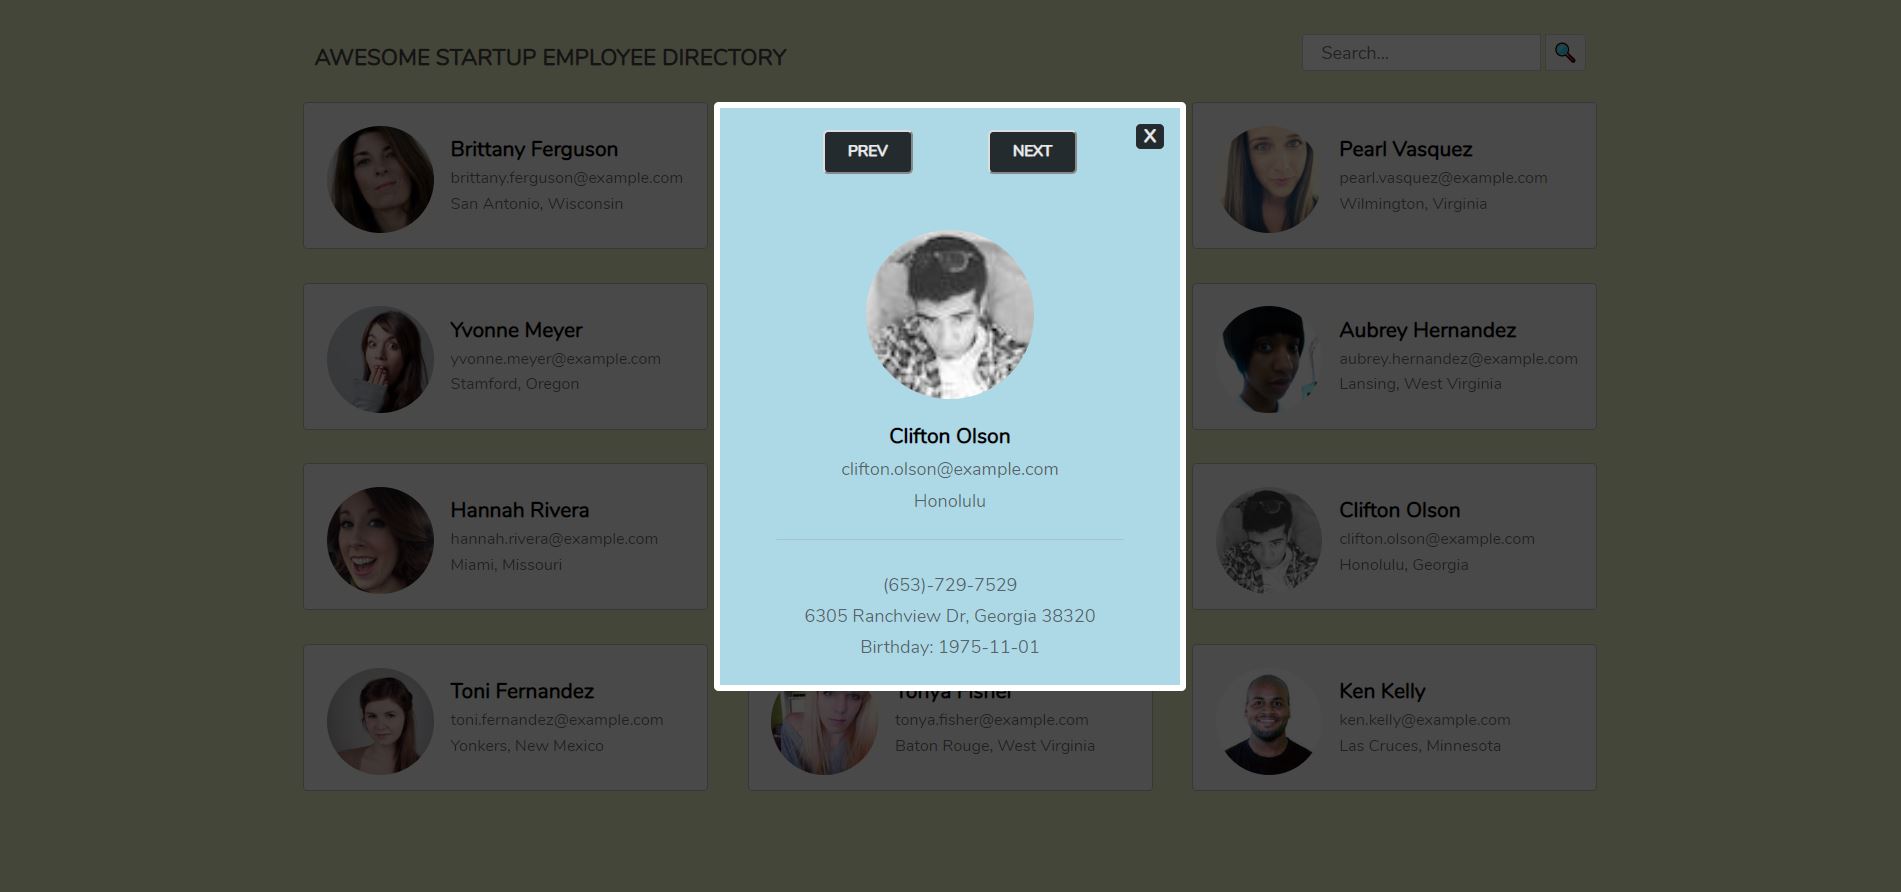 AWESOME STARTUP EMPLOYEE DIRECTORY
Search...
Brittany Ferguson
brittany.ferguson@example.com
San Antonio, Wisconsin
PREV
NEXT
X
Clifton Olson
clifton.olson@example.com
Honolulu
(653)-729-7529
6305 Ranchview Dr, Georgia 38320
Birthday: 1975-11-01
Pearl Vasquez
pearl.vasquez@example.com
Wilmington, Virginia
Yvonne Meyer
yvonne.meyer@example.com
Stamford, Oregon
Aubrey Hernandez
aubrey.hernandez@example.com
Lansing, West Virginia
Hannah Rivera
hannah.rivera@example.com
Miami, Missouri
Clifton Olson
clifton.olson@example.com
Honolulu, Georgia
Toni Fernandez
toni.fernandez@example.com
Yonkers, New Mexico
Tonya Fisher
tonya.fisher@example.com
Baton Rouge, West Virginia
Ken Kelly
ken.kelly@example.com
Las Cruces, Minnesota